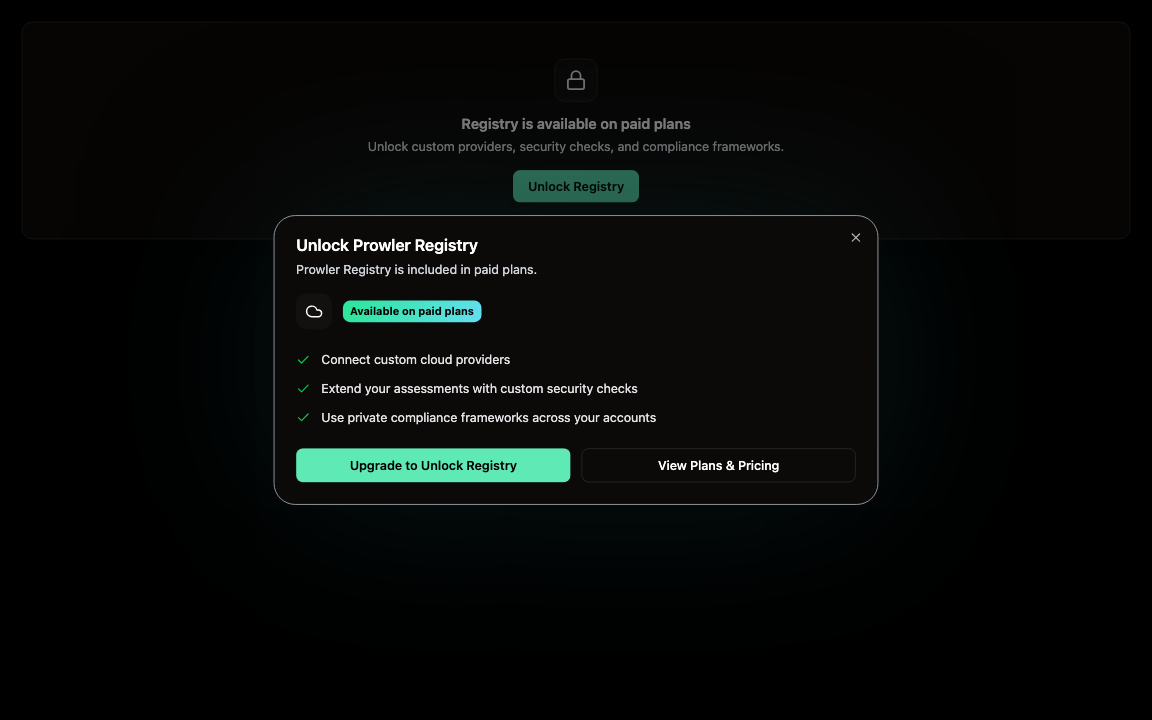 Registry is available on paid plans
Unlock custom providers, security checks, and compliance frameworks.
Unlock Registry
Unlock Prowler Registry
Prowler Registry is included in paid plans.
Available on paid plans
Connect custom cloud providers
Extend your assessments with custom security checks
Use private compliance frameworks across your accounts
Upgrade to Unlock Registry
View Plans & Pricing